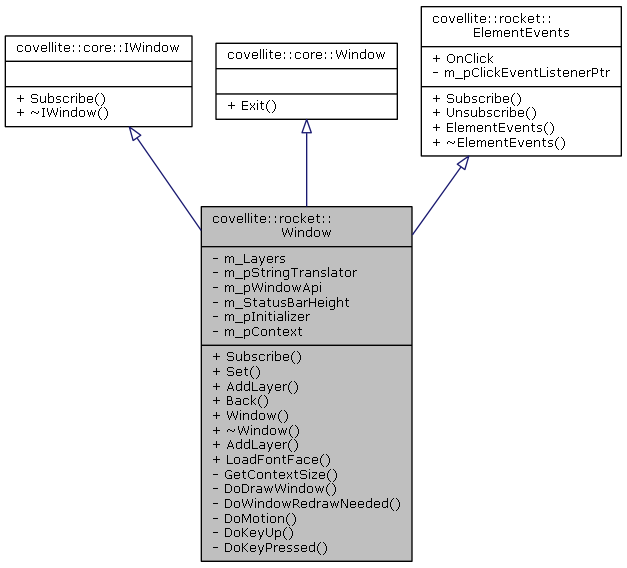 covellite::core::IWindow
+ Subscribe()
+ ~IWindow()
covellite::core::Window
+ Exit()
covellite::rocket::
ElementEvents
+ OnClick
- m_pClickEventListenerPtr
+ Subscribe()
+ Unsubscribe()
+ ElementEvents()
+ ~ElementEvents()
covellite::rocket::
Window
- m_Layers
- m_pStringTranslator
- m_pWindowApi
- m_StatusBarHeight
- m_pInitializer
- m_pContext
+ Subscribe()
+ Set()
+ AddLayer()
+ Back()
+ Window()
+ ~Window()
+ AddLayer()
+ LoadFontFace()
- GetContextSize()
- DoDrawWindow()
- DoWindowRedrawNeeded()
- DoMotion()
- DoKeyUp()
- DoKeyPressed()